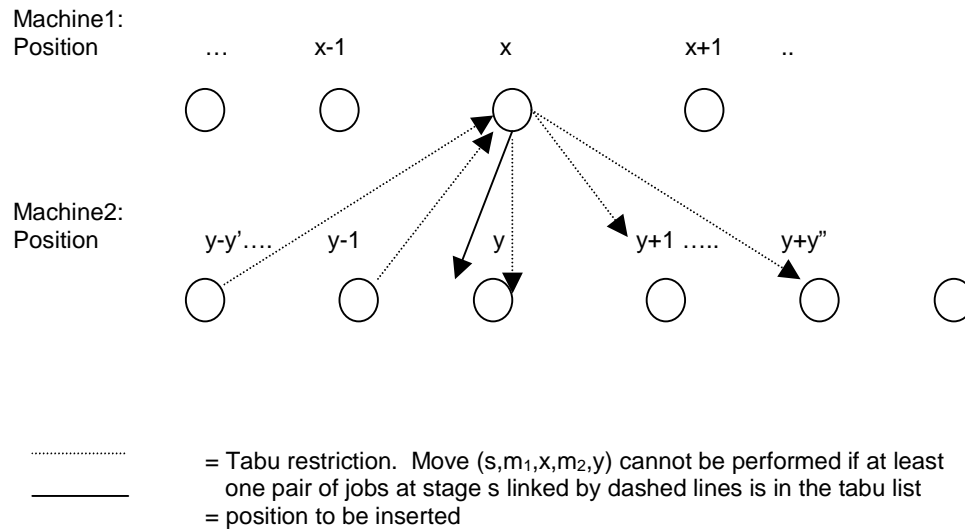 Machine1:
Position … x-1 x x+1 ..
Machine2:
Position
y-y’…. y-1 y y+1 ….. y+y”
= Tabu restriction. Move (s,m₁,x,m₂,y) cannot be performed if at least
one pair of jobs at stage s linked by dashed lines is in the tabu list
= position to be inserted